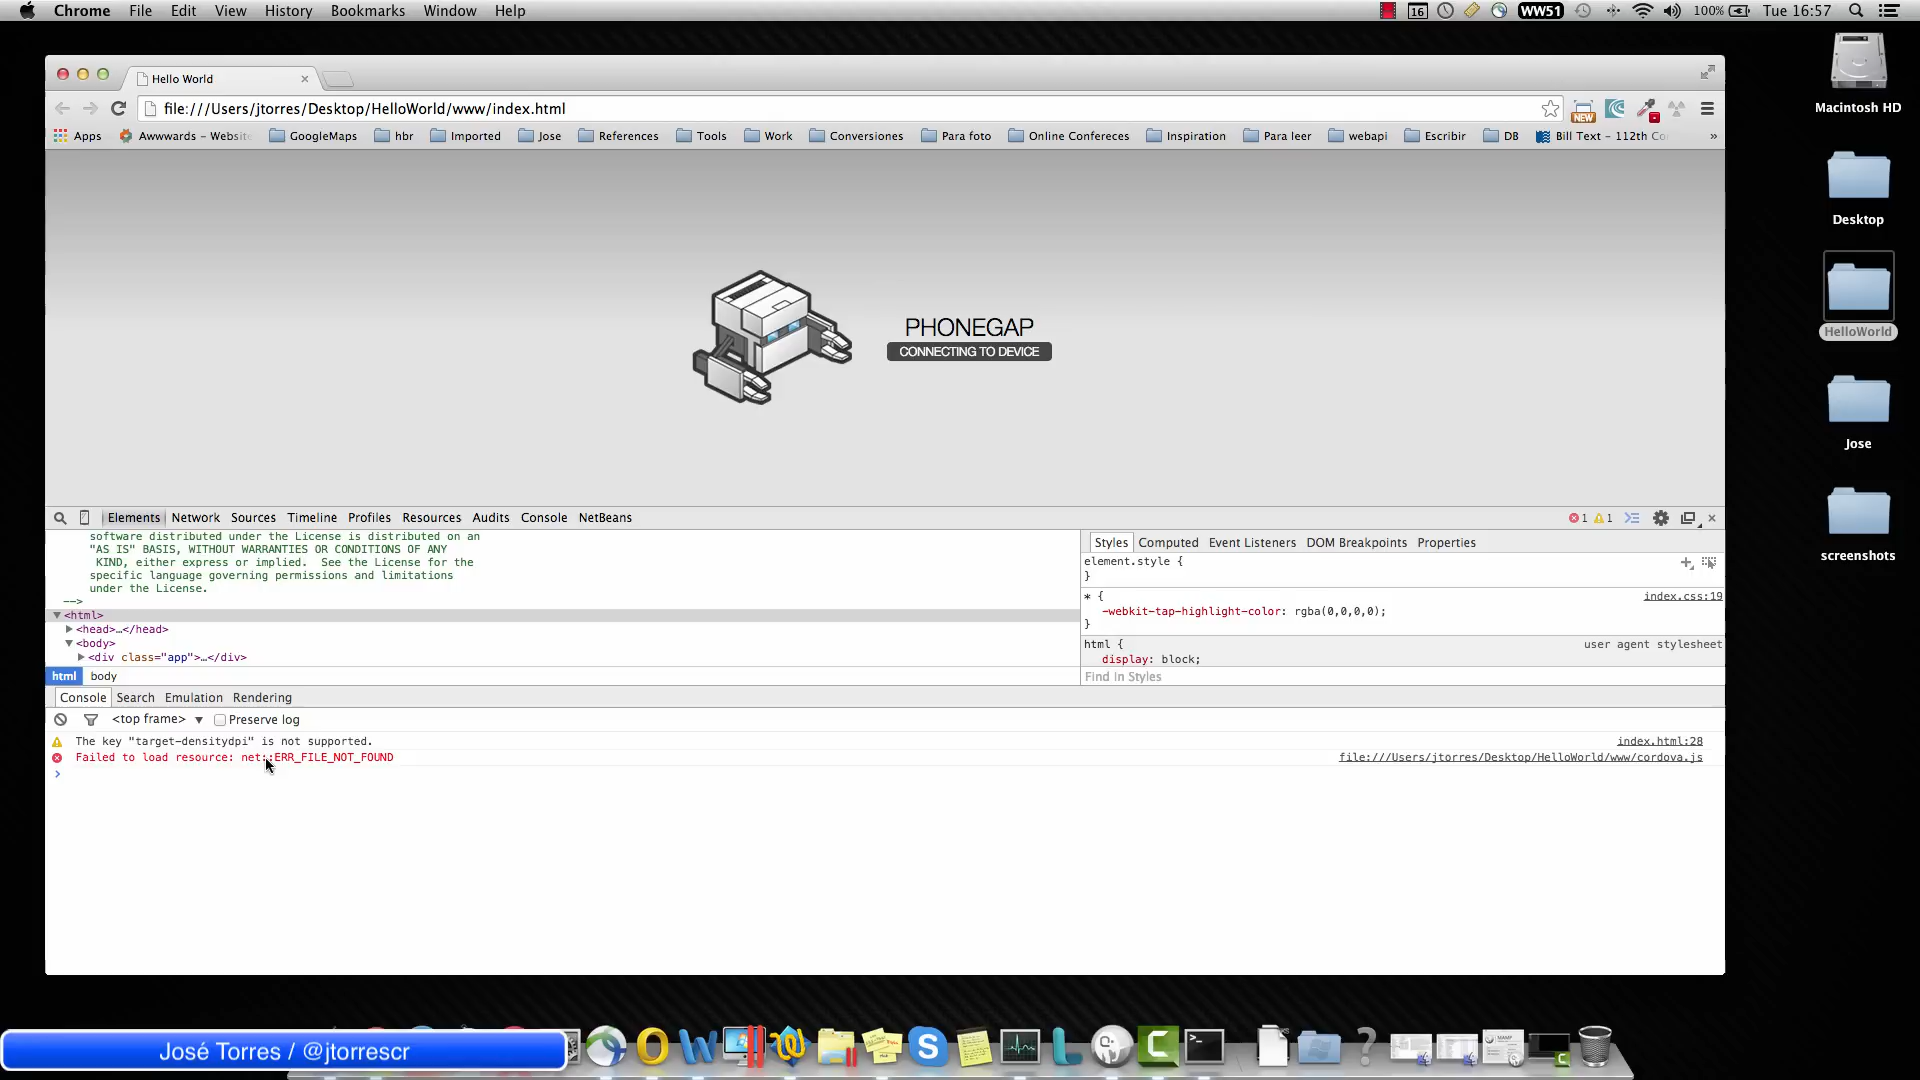 Chrome File Edit View History Bookmarks Window Help
16 WW51 100% Tue 16:57
Hello World
file:///Users/jtorres/Desktop/HelloWorld/www/index.html
NEW
Apps Awwwards - Website GoogleMaps hbr Imported Jose References Tools Work Conversiones Para foto Online Confereces Inspiration Para leer webapi Escribir DB Bill Text - 112th Co »
PHONEGAP
CONNECTING TO DEVICE
Elements Network Sources Timeline Profiles Resources Audits Console NetBeans
1 1
software distributed under the License is distributed on an
"AS IS" BASIS, WITHOUT WARRANTIES OR CONDITIONS OF ANY
KIND, either express or implied. See the License for the
specific language governing permissions and limitations
under the License.
-->
<html>
<head>…</head>
<body>
<div class="app">…</div>
html body
Styles Computed Event Listeners DOM Breakpoints Properties
element.style {
}
* { index.css:19
-webkit-tap-highlight-color: rgba(0,0,0,0);
}
html { user agent stylesheet
display: block;
Find in Styles
Console Search Emulation Rendering
<top frame> Preserve log
The key "target-densitydpi" is not supported. index.html:28
Failed to load resource: net::ERR_FILE_NOT_FOUND file:///Users/jtorres/Desktop/HelloWorld/www/cordova.js
Macintosh HD
Desktop
HelloWorld
Jose
screenshots
José Torres / @jtorrescr